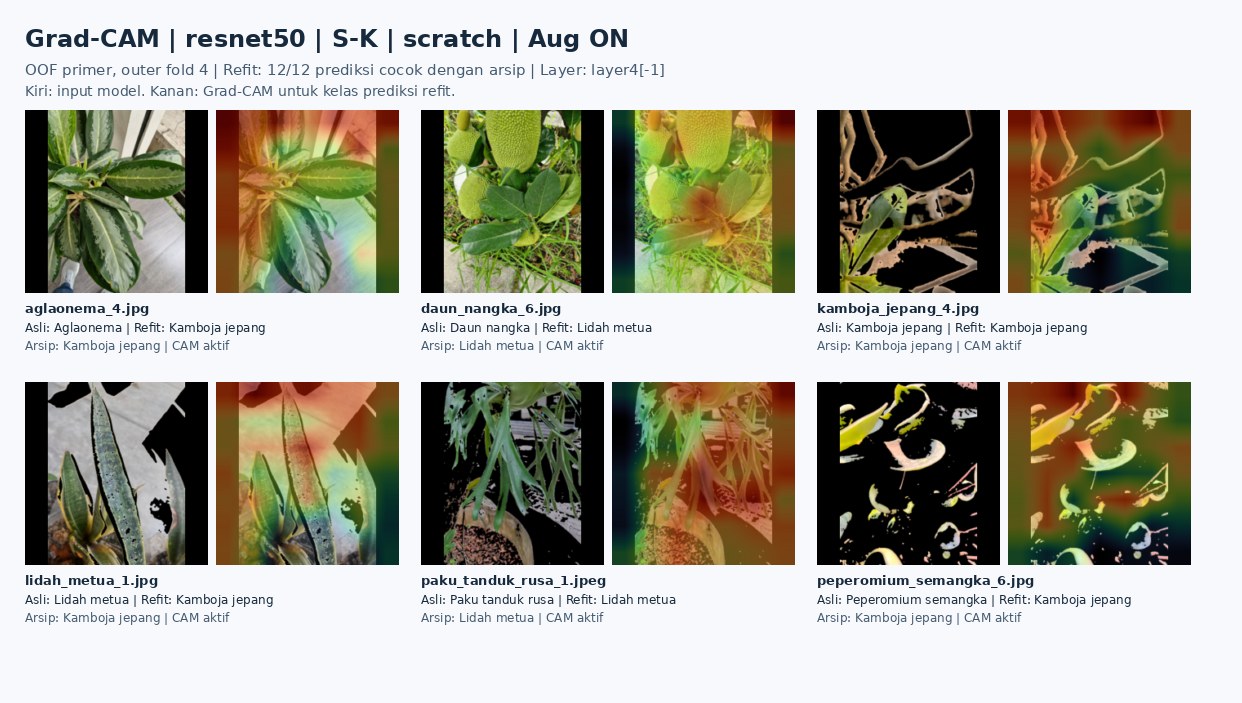 Grad-CAM | resnet50 | S-K | scratch | Aug ON
OOF primer, outer fold 4 | Refit: 12/12 prediksi cocok dengan arsip | Layer: layer4[-1]
Kiri: input model. Kanan: Grad-CAM untuk kelas prediksi refit.
aglaonema_4.jpg
Asli: Aglaonema | Refit: Kamboja jepang
Arsip: Kamboja jepang | CAM aktif
daun_nangka_6.jpg
Asli: Daun nangka | Refit: Lidah metua
Arsip: Lidah metua | CAM aktif
kamboja_jepang_4.jpg
Asli: Kamboja jepang | Refit: Kamboja jepang
Arsip: Kamboja jepang | CAM aktif
lidah_metua_1.jpg
Asli: Lidah metua | Refit: Kamboja jepang
Arsip: Kamboja jepang | CAM aktif
paku_tanduk_rusa_1.jpeg
Asli: Paku tanduk rusa | Refit: Lidah metua
Arsip: Lidah metua | CAM aktif
peperomium_semangka_6.jpg
Asli: Peperomium semangka | Refit: Kamboja jepang
Arsip: Kamboja jepang | CAM aktif